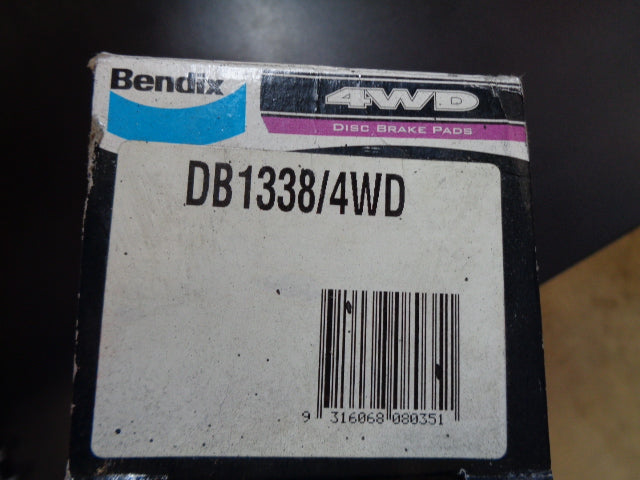 Bendix
4WD
DISC BRAKE PADS
DB1338/4WD
9 316068 080351